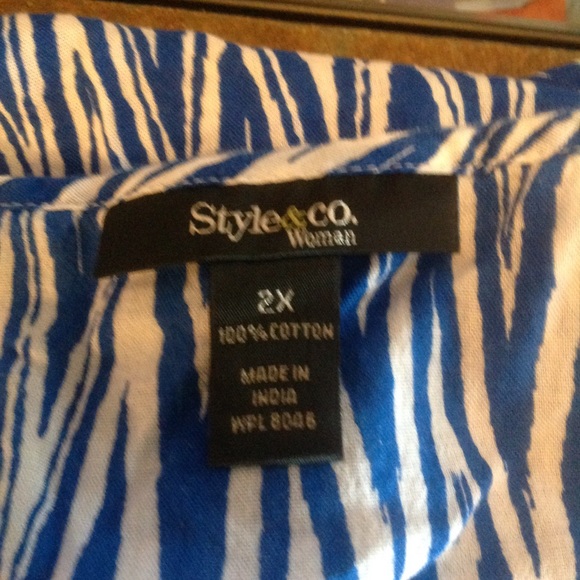 Style&co.
Woman
2X
100% COTTON
MADE IN
INDIA
WPL 8046